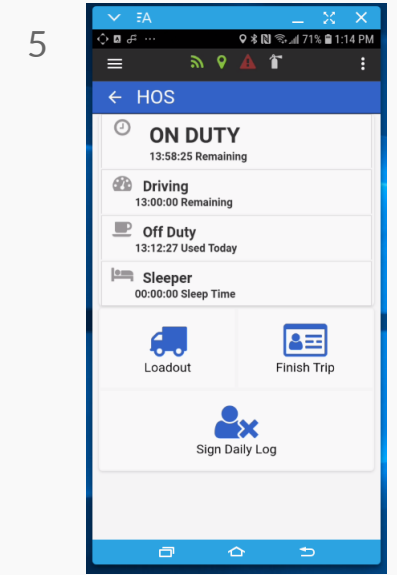 5
EA
71% 1:14 PM
HOS
ON DUTY
13:58:25 Remaining
Driving
13:00:00 Remaining
Off Duty
13:12:27 Used Today
Sleeper
00:00:00 Sleep Time
Loadout
Finish Trip
Sign Daily Log